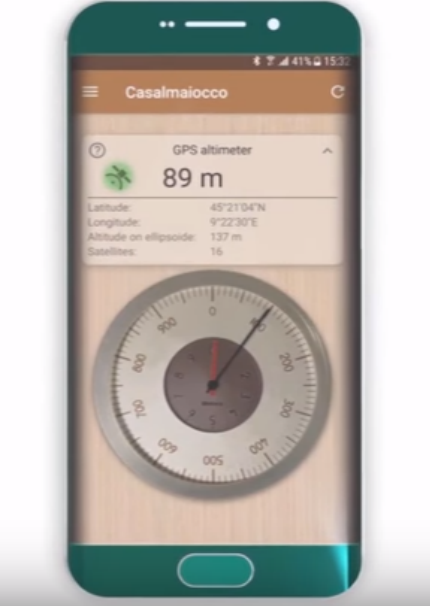 41% 15:32
Casalmaiocco
GPS altimeter
89 m
Latitude: 45°21'04"N
Longitude: 9°22'30"E
Altitude on ellipsoide: 137 m
Satellites: 16
0
900
200
800
300
700
400
600
500
5